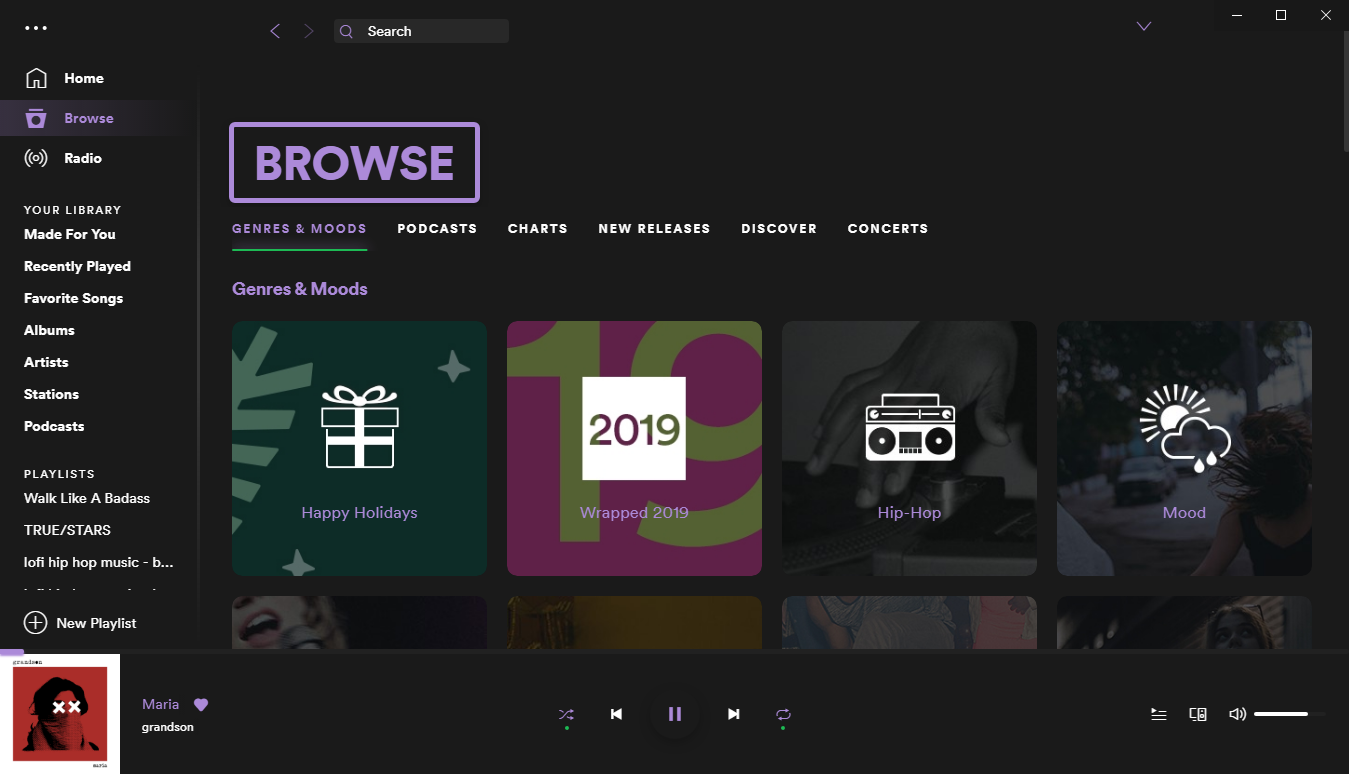 Search
Home
Browse
Radio
YOUR LIBRARY
Made For You
Recently Played
Favorite Songs
Albums
Artists
Stations
Podcasts
PLAYLISTS
Walk Like A Badass
TRUE/STARS
lofi hip hop music - b...
New Playlist
BROWSE
GENRES & MOODS
PODCASTS
CHARTS
NEW RELEASES
DISCOVER
CONCERTS
Genres & Moods
Happy Holidays
19
2019
Wrapped 2019
Hip-Hop
Mood
grandson
maria
Maria
grandson